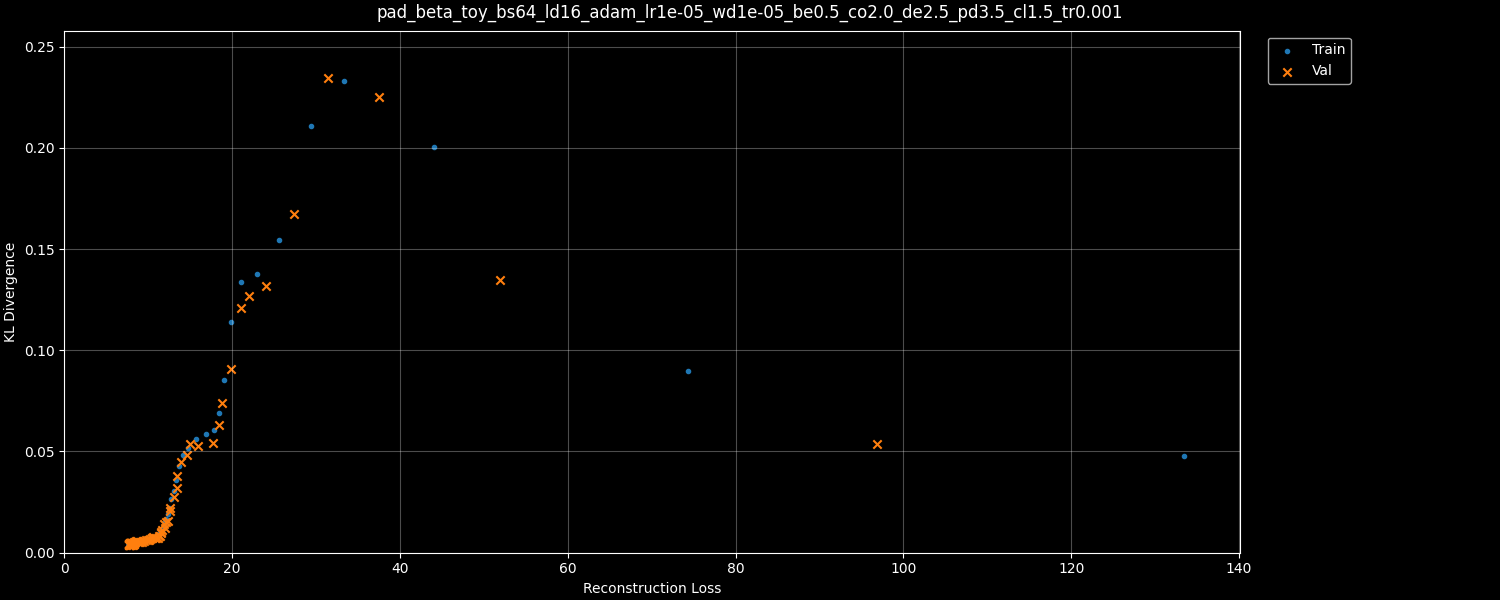 pad_beta_toy_bs64_ld16_adam_lr1e-05_wd1e-05_be0.5_co2.0_de2.5_pd3.5_cl1.5_tr0.001
Train
Val
0.25
0.20
0.15
0.10
0.05
0.00
KL Divergence
0 20 40 60 80 100 120 140
Reconstruction Loss